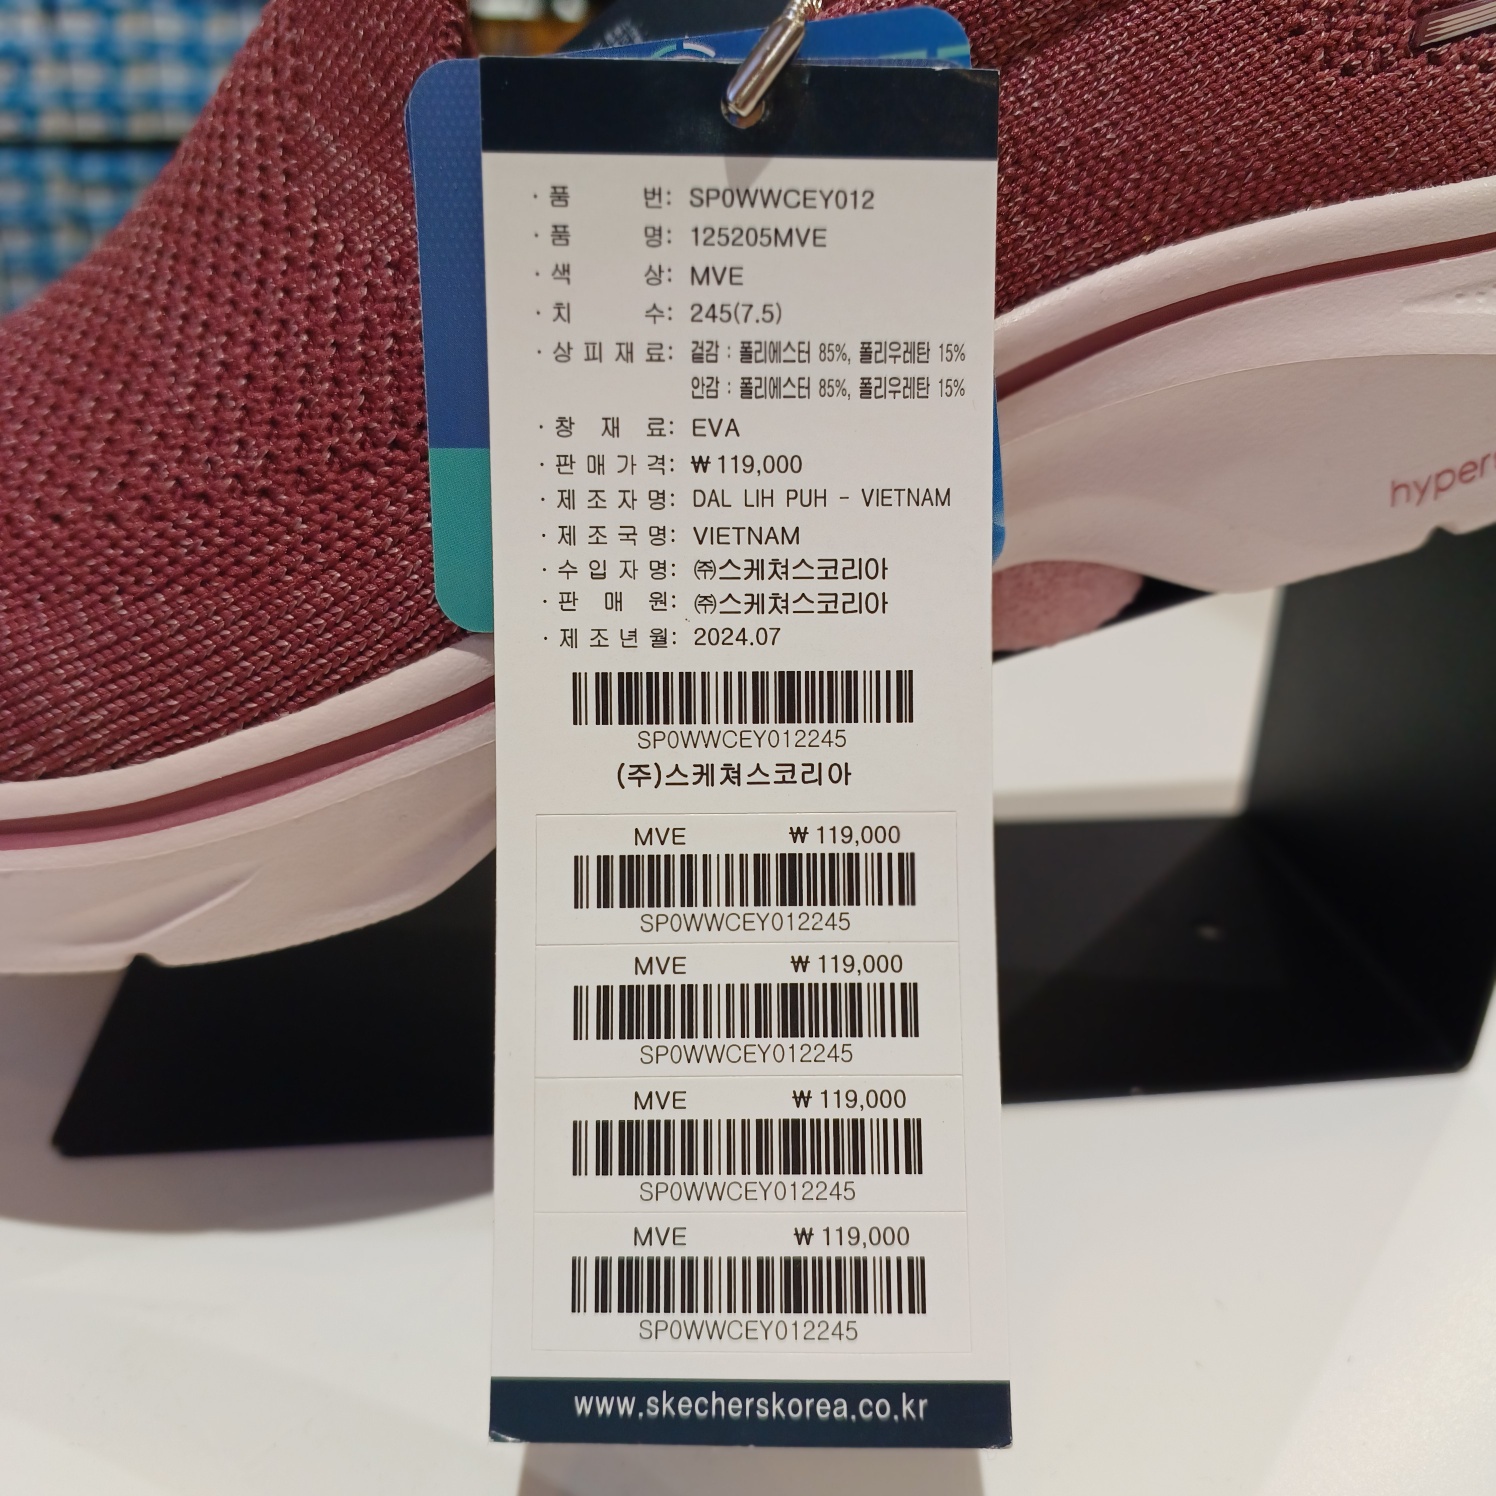 · 품 번: SP0WWCEY012
· 품 명: 125205MVE
· 색 상: MVE
· 치 수: 245(7.5)
· 상 피 재 료: 겉감 : 폴리에스터 85%, 폴리우레탄 15%
안감 : 폴리에스터 85%, 폴리우레탄 15%
· 창 재 료: EVA
· 판 매 가 격: ₩ 119,000
· 제 조 자 명: DAL LIH PUH - VIETNAM
· 제 조 국 명: VIETNAM
· 수 입 자 명: ㈜스케쳐스코리아
· 판 매 원: ㈜스케쳐스코리아
· 제 조 년 월: 2024.07
SP0WWCEY012245
(주)스케쳐스코리아
MVE ₩ 119,000
SP0WWCEY012245
MVE ₩ 119,000
SP0WWCEY012245
MVE ₩ 119,000
SP0WWCEY012245
MVE ₩ 119,000
SP0WWCEY012245
www.skecherskorea.co.kr